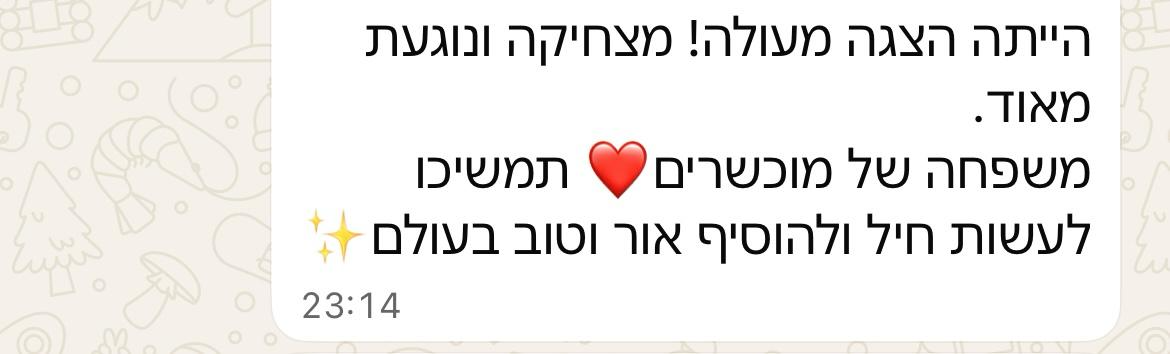 הייתה הצגה מעולה! מצחיקה ונוגעת
מאוד.
משפחה של מוכשרים❤️ תמשיכו
לעשות חיל ולהוסיף אור וטוב בעולם✨
23:14